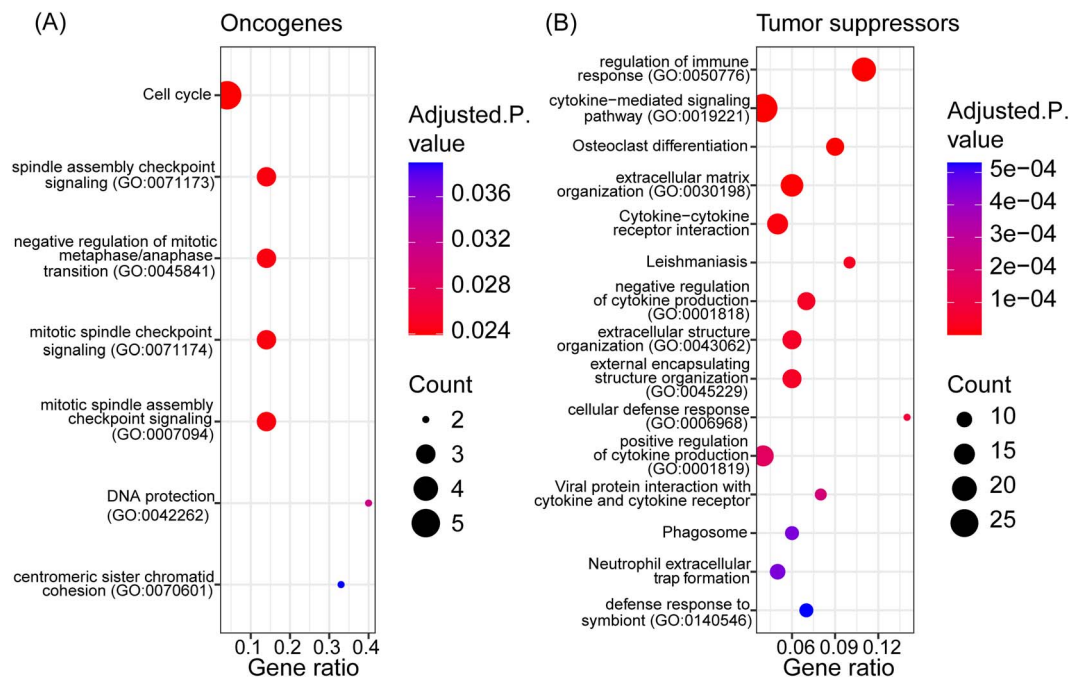 (A)
Oncogenes
Cell cycle
spindle assembly checkpoint
signaling (GO:0071173)
negative regulation of mitotic
metaphase/anaphase
transition (GO:0045841)
mitotic spindle checkpoint
signaling (GO:0071174)
mitotic spindle assembly
checkpoint signaling
(GO:0007094)
DNA protection
(GO:0042262)
centromeric sister chromatid
cohesion (GO:0070601)
0.1 0.2 0.3 0.4
Gene ratio
Adjusted.P.
value
0.036
0.032
0.028
0.024
Count
2
3
4
5
(B)
Tumor suppressors
regulation of immune
response (GO:0050776)
cytokine−mediated signaling
pathway (GO:0019221)
Osteoclast differentiation
extracellular matrix
organization (GO:0030198)
Cytokine−cytokine
receptor interaction
Leishmaniasis
negative regulation
of cytokine production
(GO:0001818)
extracellular structure
organization (GO:0043062)
external encapsulating
structure organization
(GO:0045229)
cellular defense response
(GO:0006968)
positive regulation
of cytokine production
(GO:0001819)
Viral protein interaction with
cytokine and cytokine receptor
Phagosome
Neutrophil extracellular
trap formation
defense response to
symbiont (GO:0140546)
0.06 0.09 0.12
Gene ratio
Adjusted.P.
value
5e−04
4e−04
3e−04
2e−04
1e−04
Count
10
15
20
25